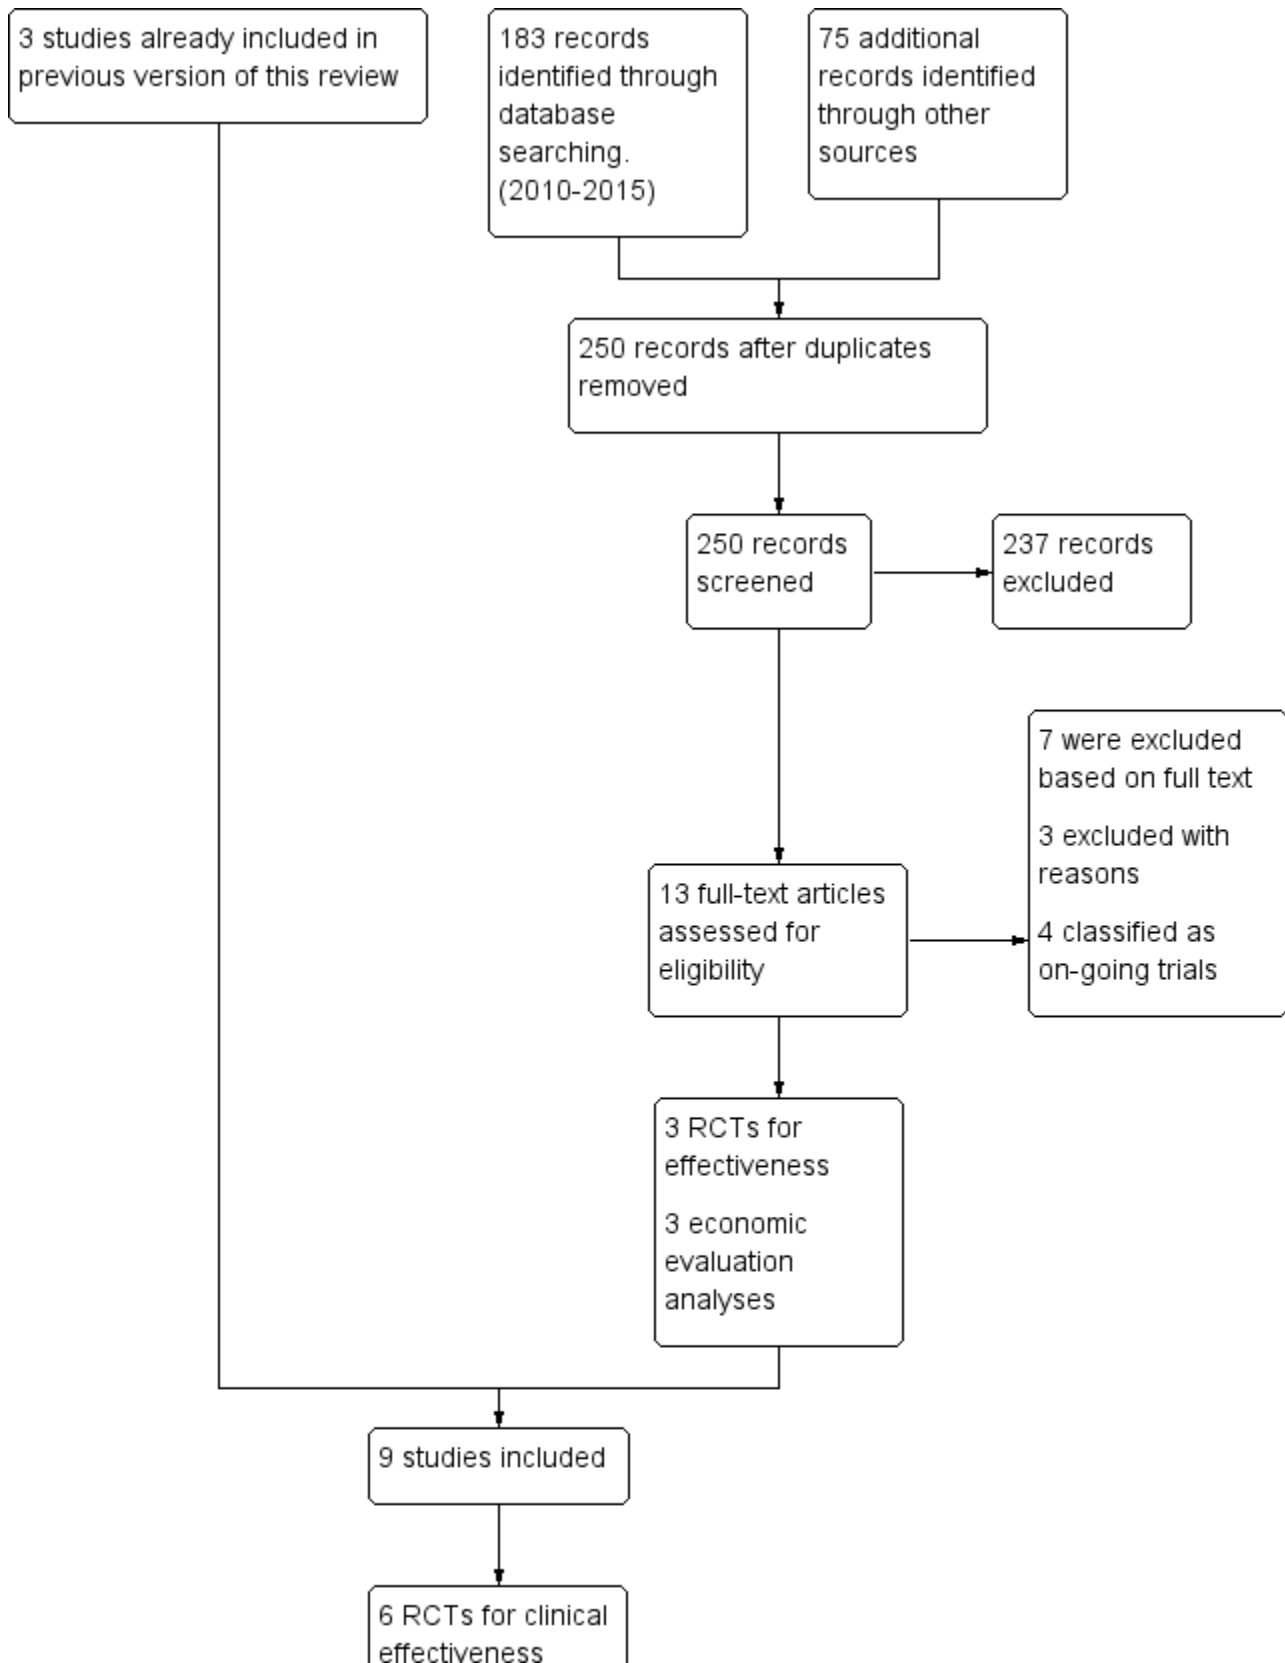 3 studies already included in
previous version of this review
183 records
identified through
database
searching.
(2010-2015)
75 additional
records identified
through other
sources
250 records after duplicates
removed
250 records
screened
237 records
excluded
7 were excluded
based on full text
3 excluded with
reasons
4 classified as
on-going trials
13 full-text articles
assessed for
eligibility
3 RCTs for
effectiveness
3 economic
evaluation
analyses
9 studies included
6 RCTs for clinical
effectiveness